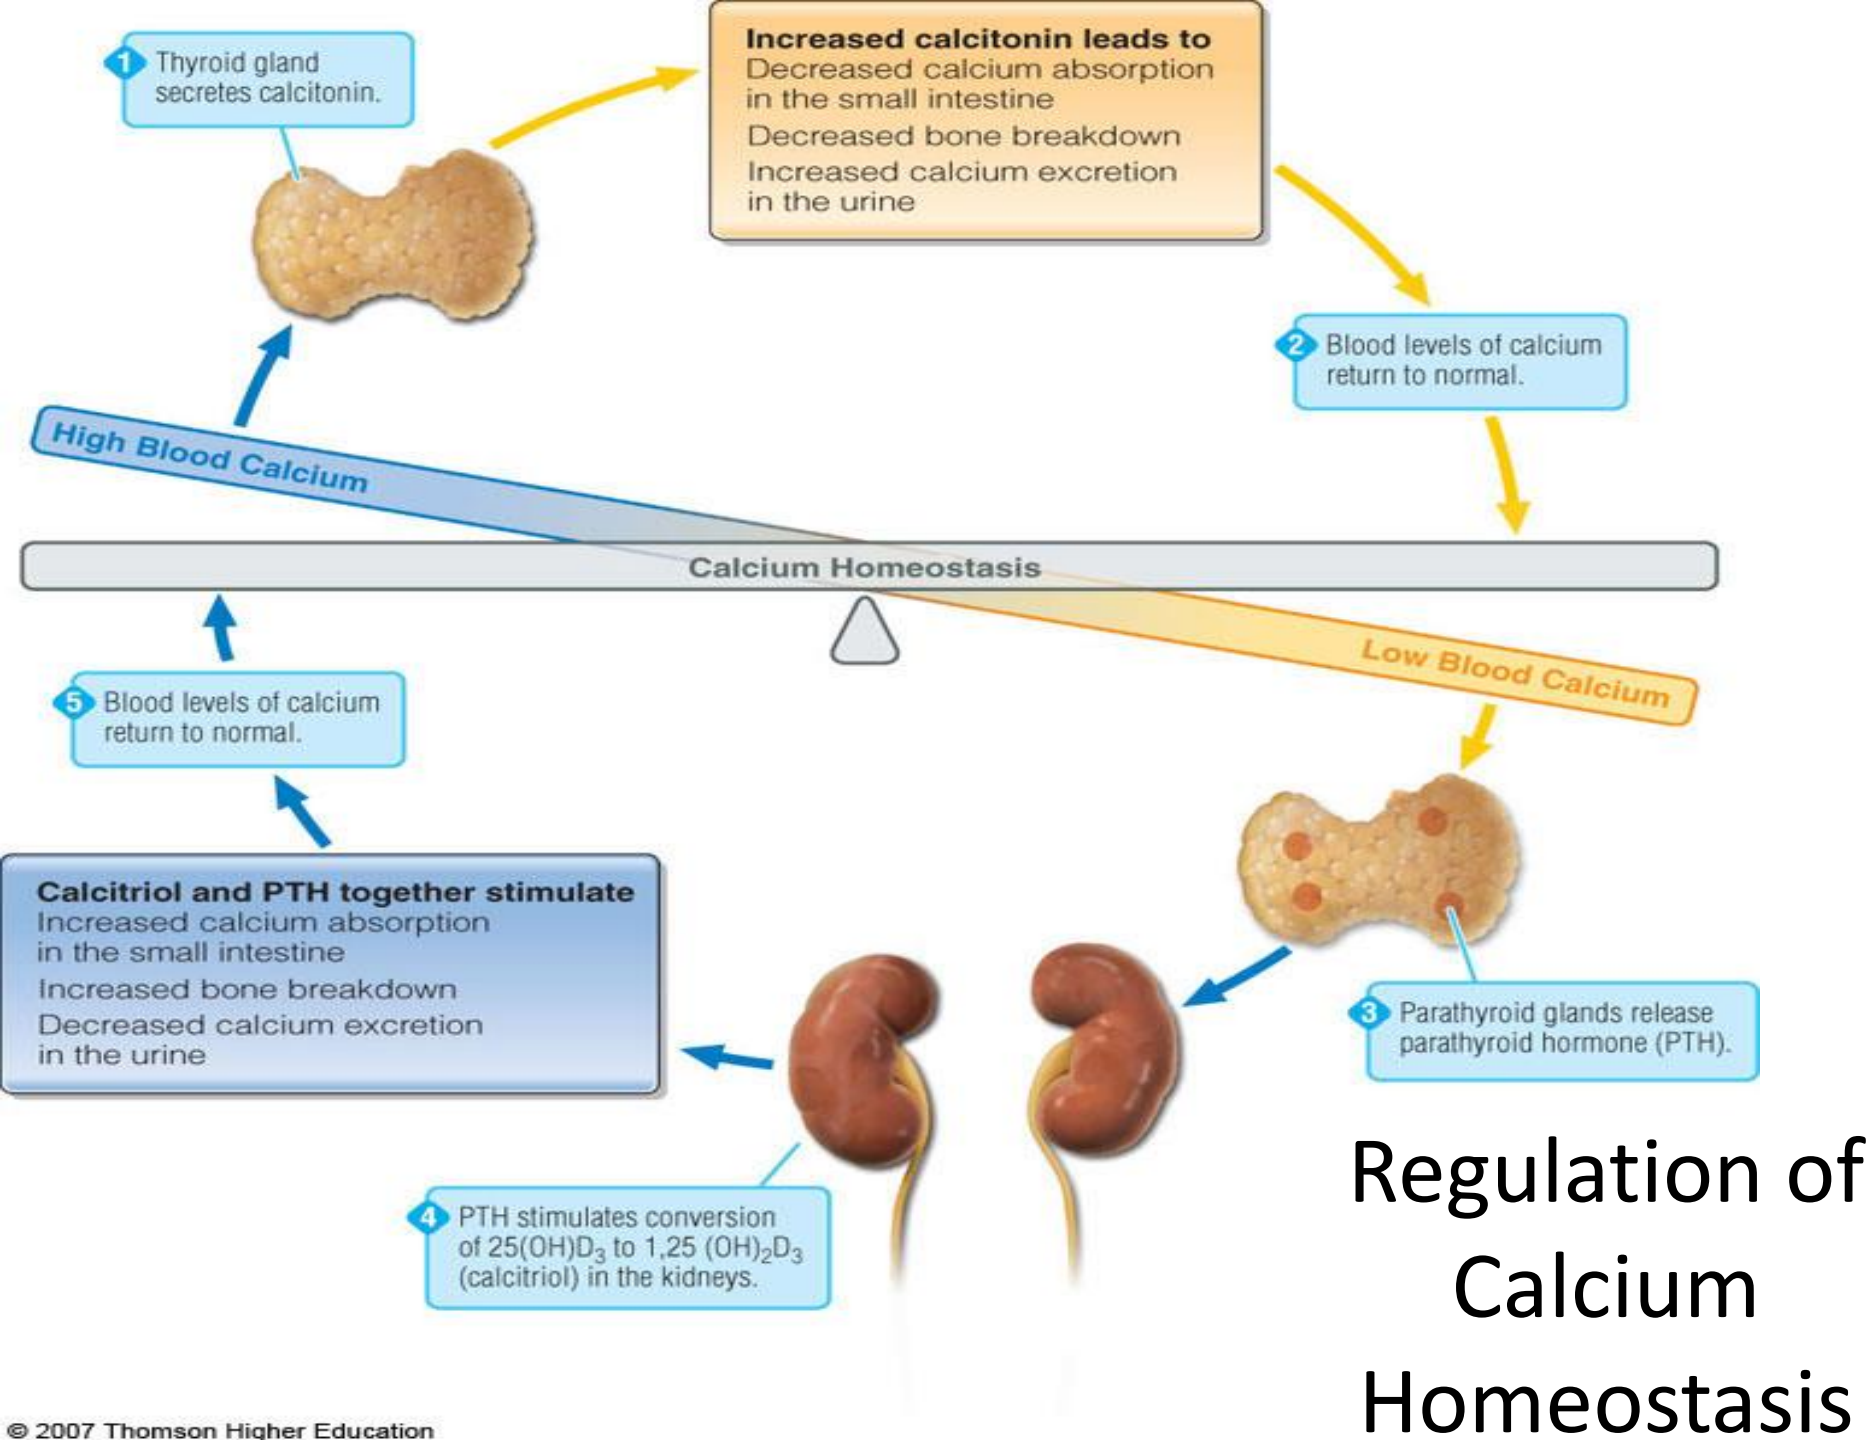 1 Thyroid gland
secretes calcitonin.
Increased calcitonin leads to
Decreased calcium absorption
in the small intestine
Decreased bone breakdown
Increased calcium excretion
in the urine
2 Blood levels of calcium
return to normal.
High Blood Calcium
Calcium Homeostasis
Low Blood Calcium
3 Parathyroid glands release
parathyroid hormone (PTH).
4 PTH stimulates conversion
of 25(OH)D₃ to 1,25 (OH)₂D₃
(calcitriol) in the kidneys.
Calcitriol and PTH together stimulate
Increased calcium absorption
in the small intestine
Increased bone breakdown
Decreased calcium excretion
in the urine
5 Blood levels of calcium
return to normal.
Regulation of
Calcium
Homeostasis
© 2007 Thomson Higher Education